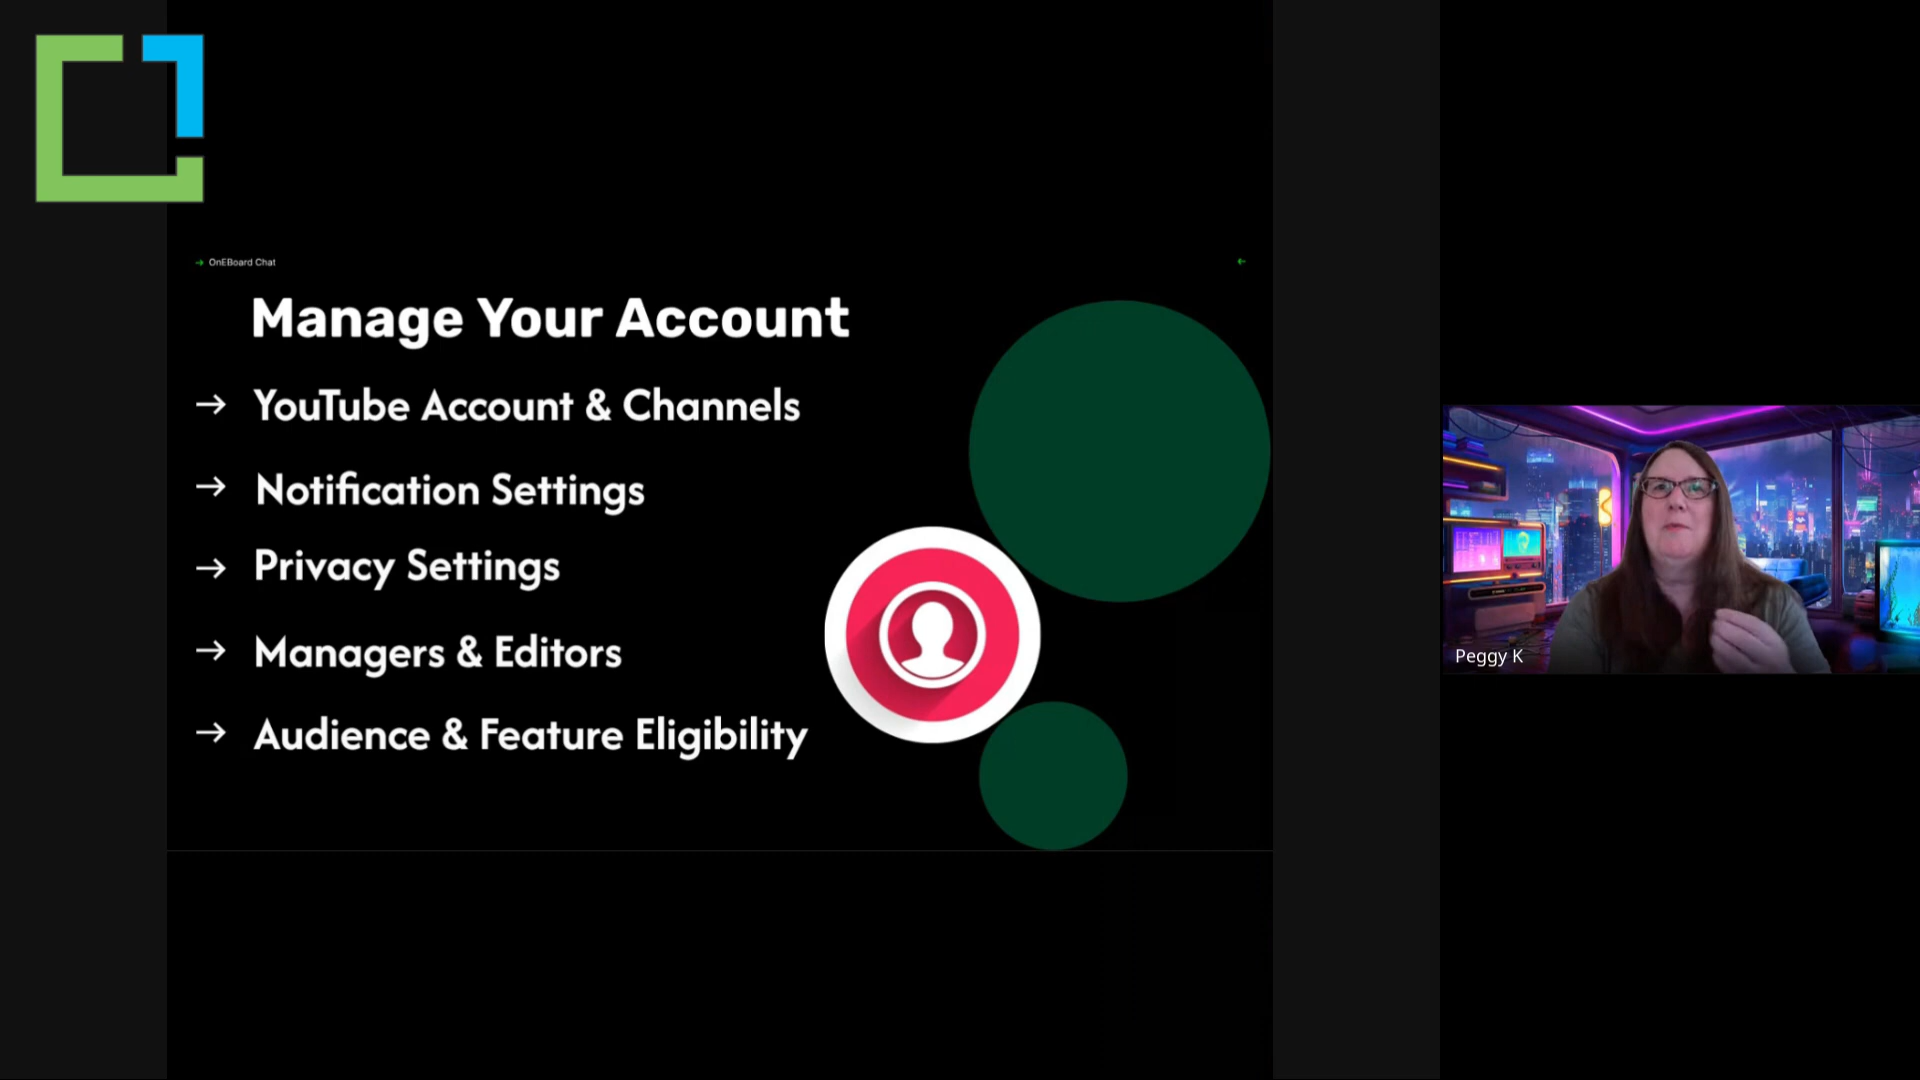 OnEBoard Chat
Manage Your Account
YouTube Account & Channels
Notification Settings
Privacy Settings
Managers & Editors
Audience & Feature Eligibility
Peggy K